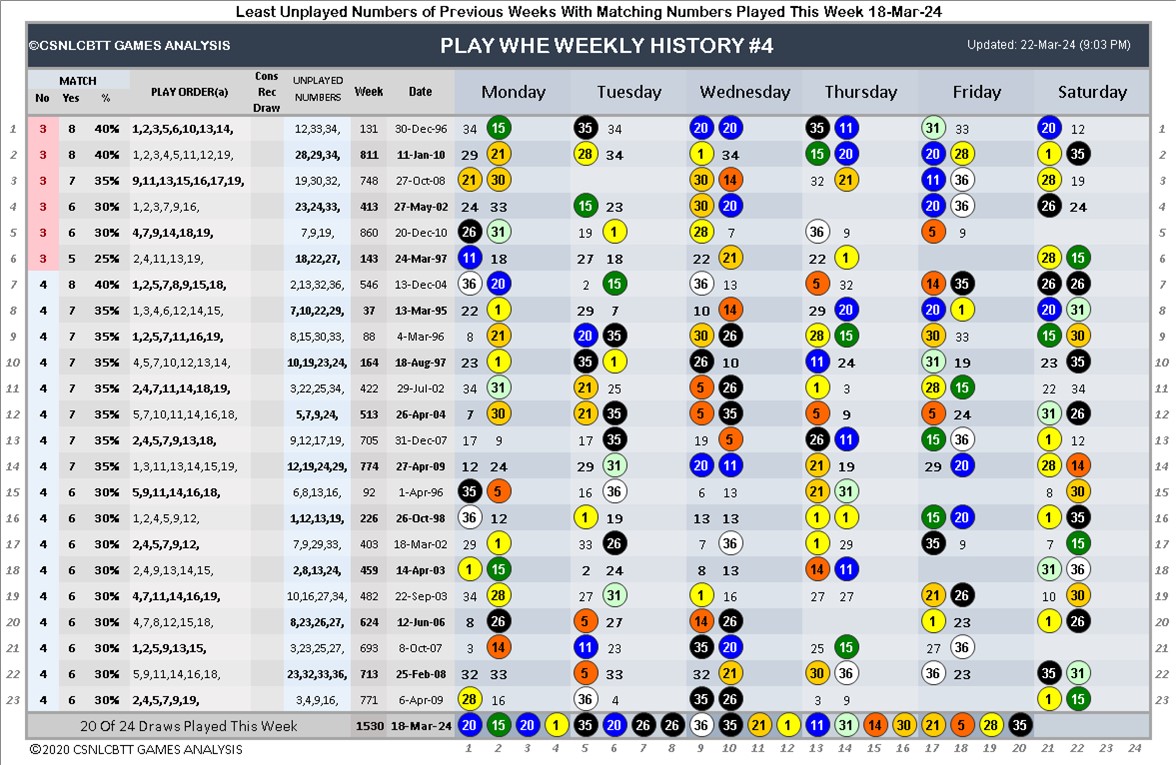 Least Unplayed Numbers of Previous Weeks With Matching Numbers Played This Week 18-Mar-24
©CSNLCBTT GAMES ANALYSIS PLAY WHE WEEKLY HISTORY #4 Updated: 22-Mar-24 (9:03 PM)
MATCH No Yes % PLAY ORDER(a) Cons Rec Draw UNPLAYED NUMBERS Week Date Monday Tuesday Wednesday Thursday Friday Saturday
1 3 8 40% 1,2,3,5,6,10,13,14, 12,33,34, 131 30-Dec-96 34 15 35 34 20 20 35 11 31 33 20 12 1
2 3 8 40% 1,2,3,4,5,11,12,19, 28,29,34, 811 11-Jan-10 29 21 28 34 1 34 15 20 20 28 1 35 2
3 3 7 35% 9,11,13,15,16,17,19, 19,30,32, 748 27-Oct-08 21 30 30 14 32 21 11 36 28 19 3
4 3 6 30% 1,2,3,7,9,16, 23,24,33, 413 27-May-02 24 33 15 23 30 20 20 36 26 24 4
5 3 6 30% 4,7,9,14,18,19, 7,9,19, 860 20-Dec-10 26 31 19 1 28 7 36 9 5 9 5
6 3 5 25% 2,4,11,13,19, 18,22,27, 143 24-Mar-97 11 18 27 18 22 21 22 1 28 15 6
7 4 8 40% 1,2,5,7,8,9,15,18, 2,13,32,36, 546 13-Dec-04 36 20 2 15 36 13 5 32 14 35 26 26 7
8 4 7 35% 1,3,4,6,12,14,15, 7,10,22,29, 37 13-Mar-95 22 1 29 7 10 14 29 20 20 1 20 31 8
9 4 7 35% 1,2,5,7,11,16,19, 8,15,30,33, 88 4-Mar-96 8 21 20 35 30 26 28 15 30 33 15 30 9
10 4 7 35% 4,5,7,10,12,13,14, 10,19,23,24, 164 18-Aug-97 23 1 35 1 26 10 11 24 31 19 23 35 10
11 4 7 35% 2,4,7,11,14,18,19, 3,22,25,34, 422 29-Jul-02 34 31 21 25 5 26 1 3 28 15 22 34 11
12 4 7 35% 5,7,10,11,14,16,18, 5,7,9,24, 513 26-Apr-04 7 30 21 35 5 35 5 9 5 24 31 26 12
13 4 7 35% 2,4,5,7,9,13,18, 9,12,17,19, 705 31-Dec-07 17 9 17 35 19 5 26 11 15 36 1 12 13
14 4 7 35% 1,3,11,13,14,15,19, 12,19,24,29, 774 27-Apr-09 12 24 29 31 20 11 21 19 29 20 28 14 14
15 4 6 30% 5,9,11,14,16,18, 6,8,13,16, 92 1-Apr-96 35 5 16 36 6 13 21 31 8 30 15
16 4 6 30% 1,2,4,5,9,12, 1,12,13,19, 226 26-Oct-98 36 12 1 19 13 13 1 1 15 20 1 35 16
17 4 6 30% 2,4,5,7,9,12, 7,9,29,33, 403 18-Mar-02 29 1 33 26 7 36 1 29 35 9 7 15 17
18 4 6 30% 2,4,9,13,14,15, 2,8,13,24, 459 14-Apr-03 1 15 2 24 8 13 14 11 31 36 18
19 4 6 30% 4,7,11,14,16,19, 10,16,27,34, 482 22-Sep-03 34 28 27 31 1 16 27 27 21 26 10 30 19
20 4 6 30% 4,7,8,12,15,18, 8,23,26,27, 624 12-Jun-06 8 26 5 27 14 26 1 23 1 26 20
21 4 6 30% 1,2,5,9,13,15, 3,23,25,27, 693 8-Oct-07 3 14 11 23 35 20 25 15 27 36 21
22 4 6 30% 5,9,11,14,16,18, 23,32,33,36, 713 25-Feb-08 32 33 5 33 32 21 30 36 36 23 35 31 22
23 4 6 30% 2,4,5,7,9,19, 3,4,9,16, 771 6-Apr-09 28 16 36 4 35 26 3 9 1 15 23
20 Of 24 Draws Played This Week 1530 18-Mar-24 20 15 20 1 35 20 26 26 36 35 21 1 11 31 14 30 21 5 28 35
©2020 CSNLCBTT GAMES ANALYSIS 1 2 3 4 5 6 7 8 9 10 11 12 13 14 15 16 17 18 19 20 21 22 23 24